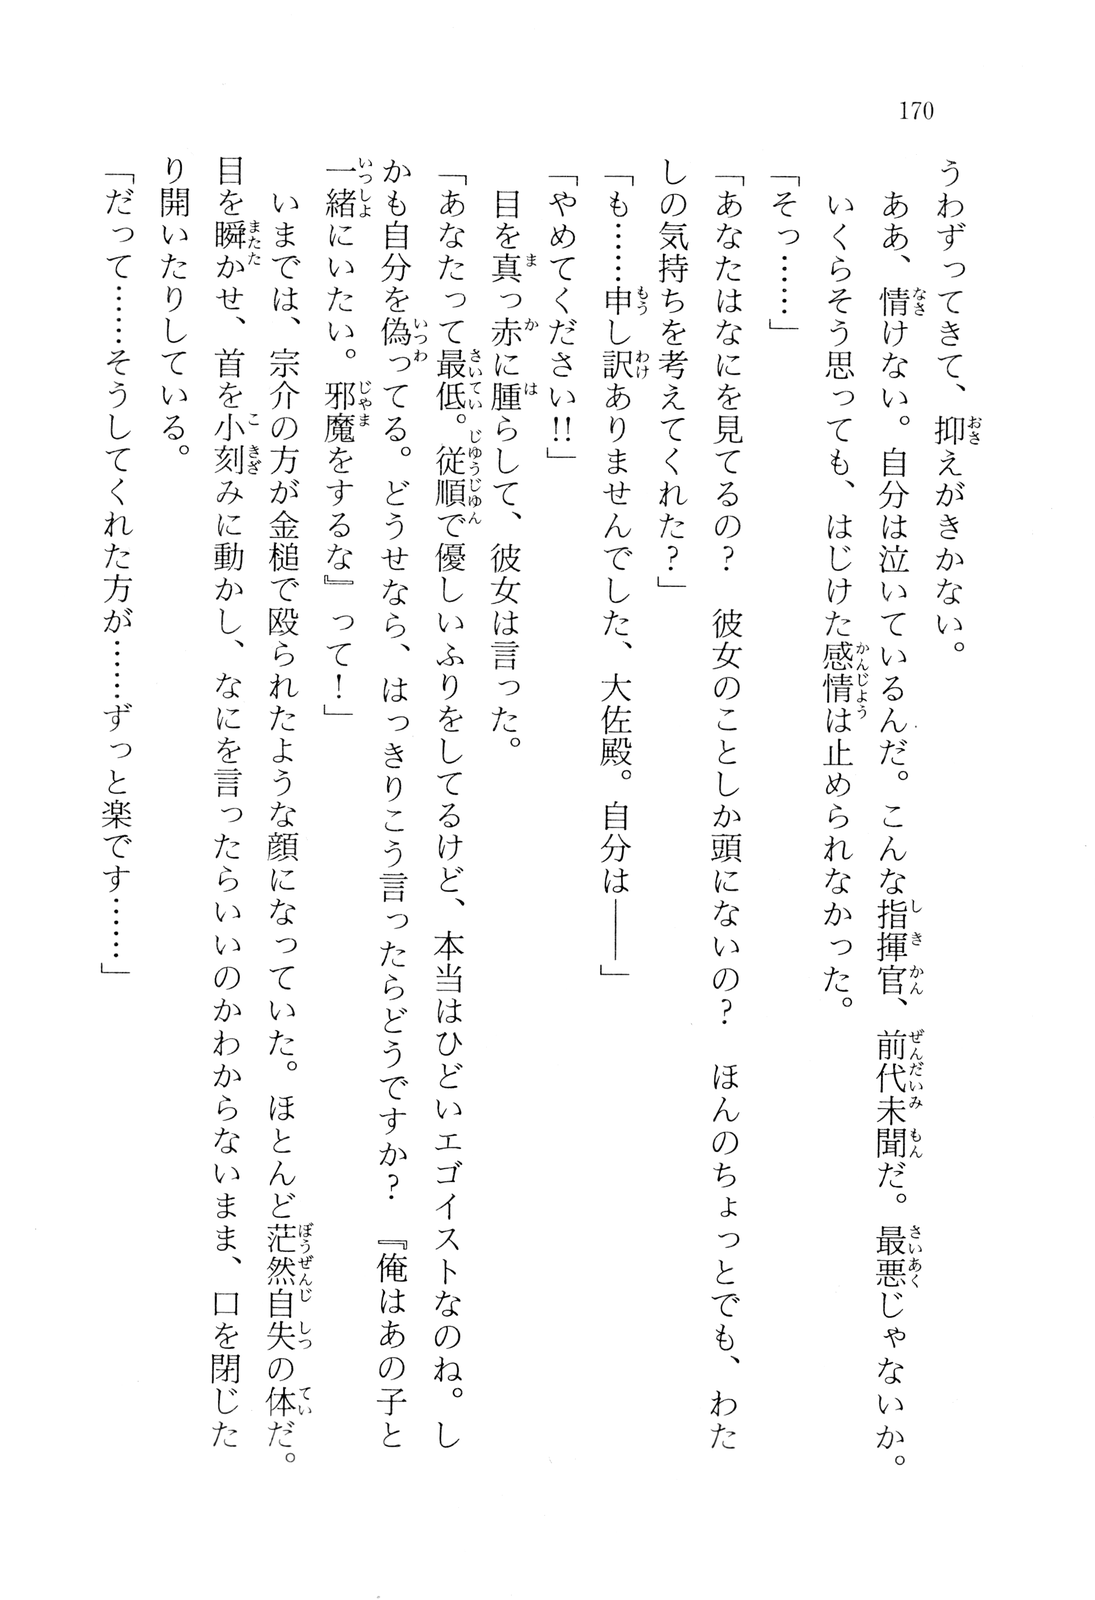 170
うわずってきて、抑えがきかない。
ああ、情けない。自分は泣いているんだ。こんな指揮官、前代未聞だ。最悪じゃないか。
いくらそう思っても、はじけた感情は止められなかった。
「そっ……」
「あなたはなにを見てるの？　彼女のことしか頭にないの？　ほんのちょっとでも、わた
しの気持ちを考えてくれた？」
「も……申し訳ありませんでした、大佐殿。自分は――」
「やめてください!!」
目を真っ赤に腫らして、彼女は言った。
「あなたって最低。従順で優しいふりをしてるけど、本当はひどいエゴイストなのね。し
かも自分を偽ってる。どうせなら、はっきりこう言ったらどうですか？　『俺はあの子と
一緒にいたい。邪魔をするな』って！」
いまでは、宗介の方が金槌で殴られたような顔になっていた。ほとんど茫然自失の体だ。
目を瞬かせ、首を小刻みに動かし、なにを言ったらいいのかわからないまま、口を閉じた
り開いたりしている。
「だって……そうしてくれた方が……ずっと楽です……」